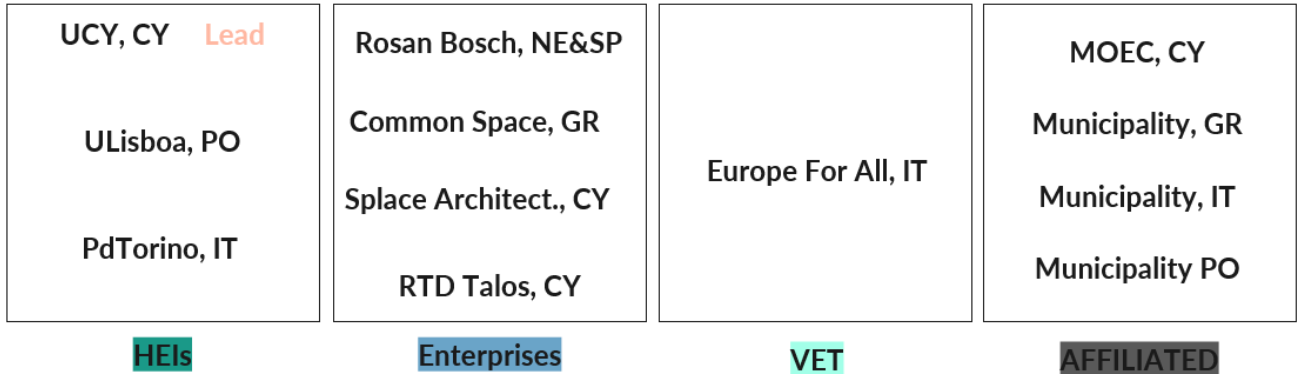 UCY, CY Lead
ULisboa, PO
PdTorino, IT
HEIs
Rosan Bosch, NE&SP
Common Space, GR
Splace Architect., CY
RTD Talos, CY
Enterprises
Europe For All, IT
VET
MOEC, CY
Municipality, GR
Municipality, IT
Municipality PO
AFFILIATED